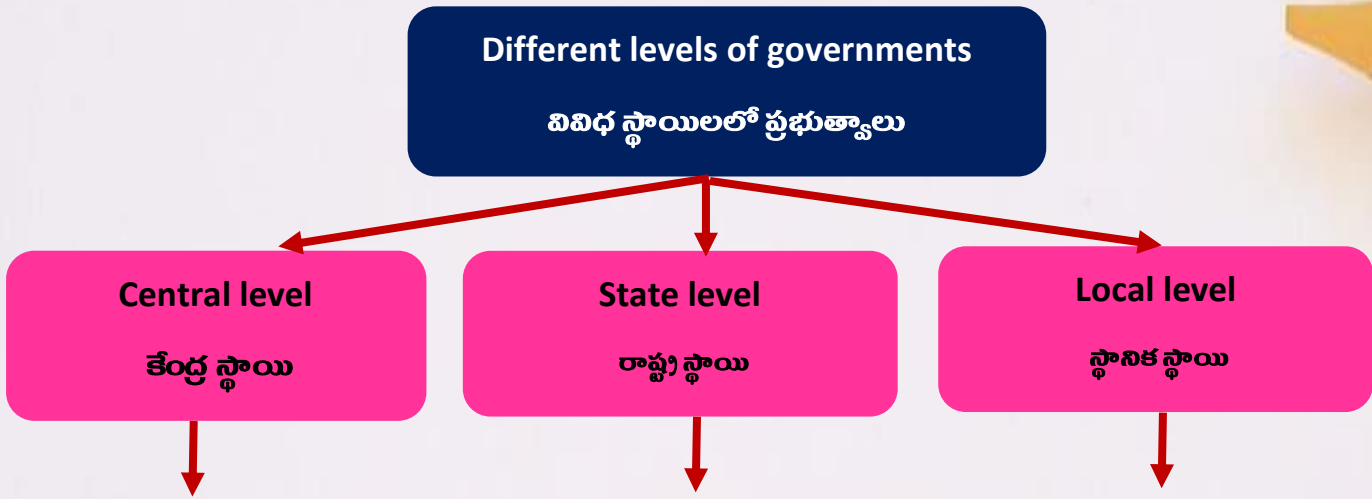 Different levels of governments
వివిధ స్థాయిలలో ప్రభుత్వాలు
Central level
కేంద్ర స్థాయి
State level
రాష్ట్ర స్థాయి
Local level
స్థానిక స్థాయి